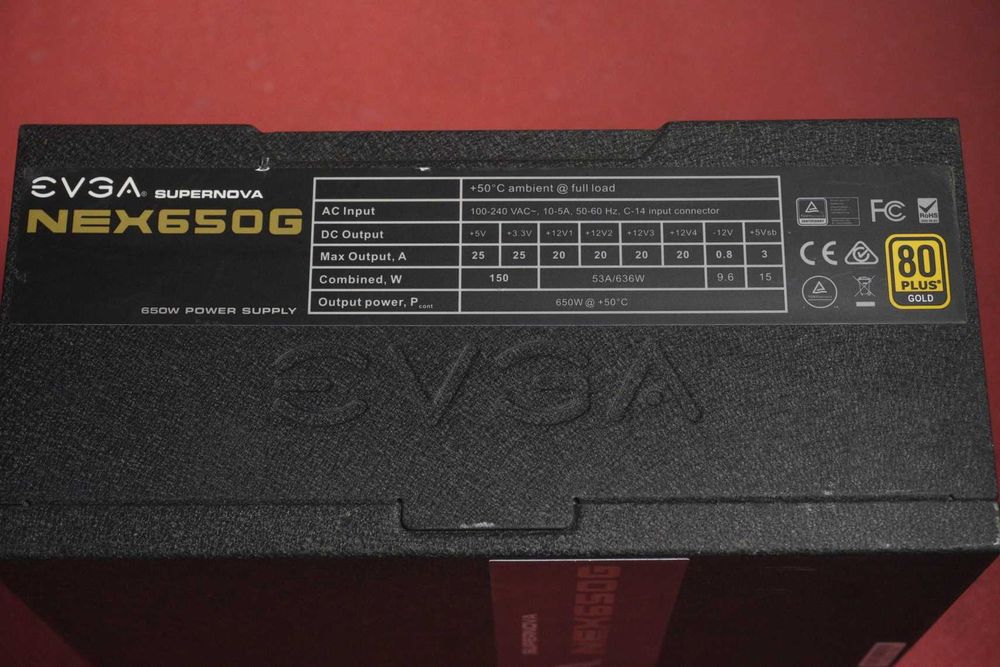 EVGA® SUPERNOVA
NEX650G
650W POWER SUPPLY
+50°C ambient @ full load
AC Input 100-240 VAC~, 10-5A, 50-60 Hz, C-14 input connector
DC Output +5V +3.3V +12V1 +12V2 +12V3 +12V4 -12V +5Vsb
Max Output, A 25 25 20 20 20 20 0.8 3
Combined, W 150 53A/636W 9.6 15
Output power, Pcont 650W @ +50°C
FC
RoHS
CE
80
PLUS®
GOLD
EVGA
SUPERNOVA
NEX650G